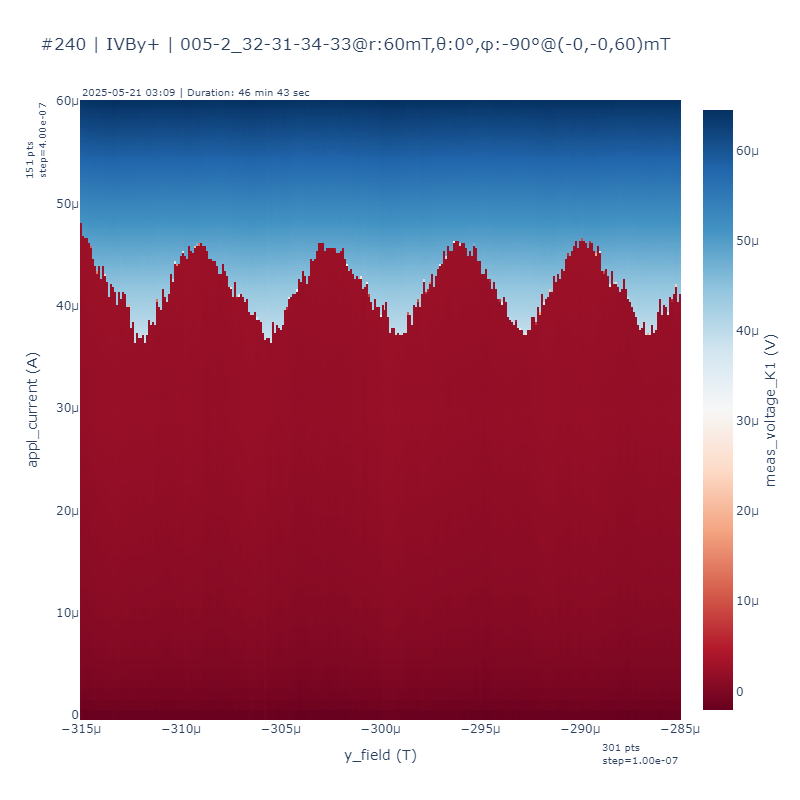 #240 | IVBy+ | 005-2_32-31-34-33@r:60mT,θ:0°,φ:-90°@(-0,-0,60)mT
2025-05-21 03:09 | Duration: 46 min 43 sec
151 pts
step=4.00e-07
60μ
50μ
40μ
30μ
20μ
10μ
0
appl_current (A)
−315μ
−310μ
−305μ
−300μ
−295μ
−290μ
−285μ
y_field (T)
301 pts
step=1.00e-07
60μ
50μ
40μ
30μ
20μ
10μ
0
meas_voltage_K1 (V)